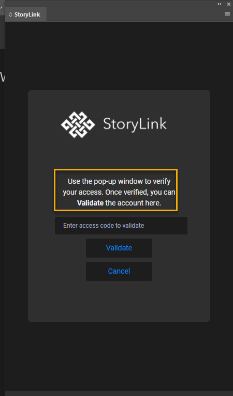 StoryLink
StoryLink
Use the pop-up window to verify
your access. Once verified, you can
Validate the account here.
Enter access code to validate
Validate
Cancel